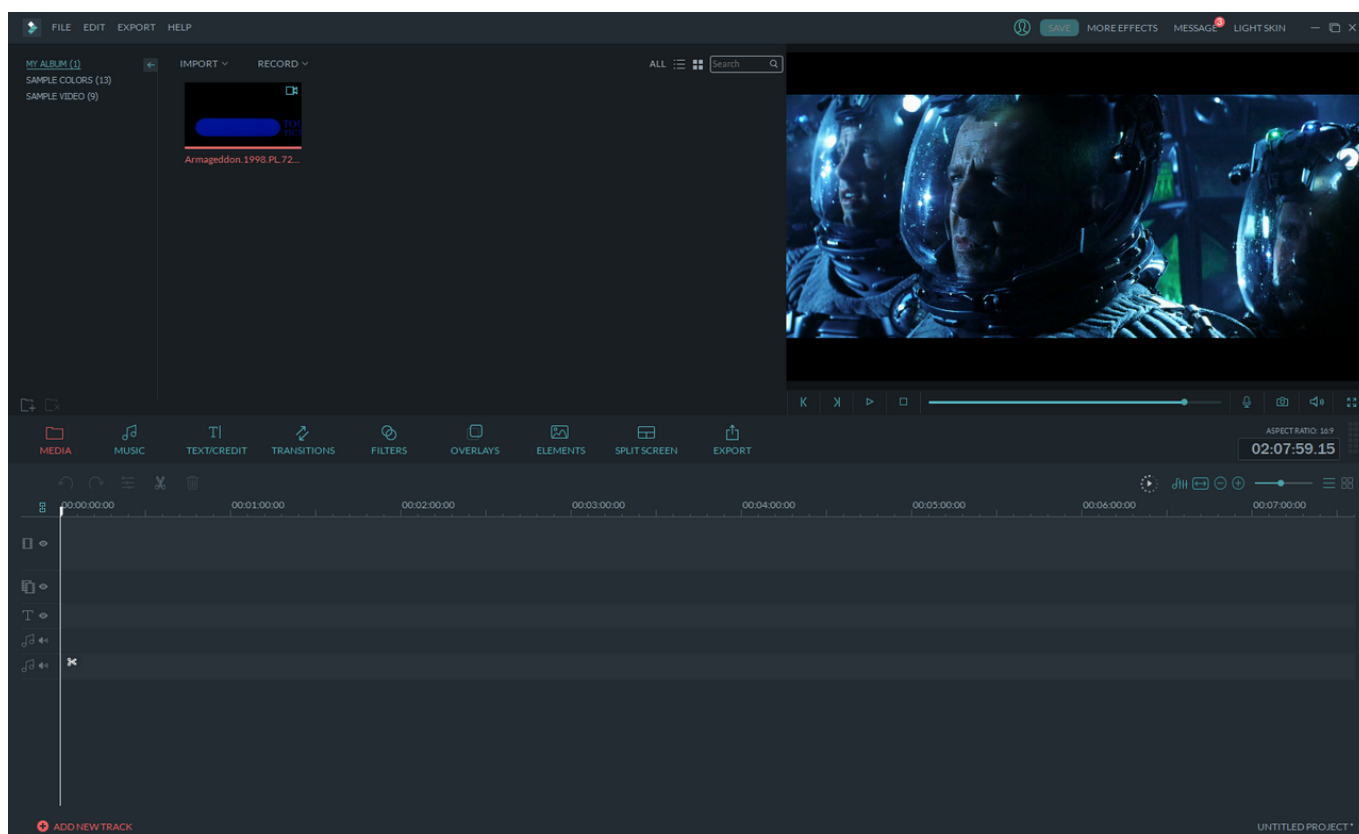 FILE EDIT EXPORT HELP
SAVE MORE EFFECTS MESSAGE 3 LIGHT SKIN
MY ALBUM (1)
SAMPLE COLORS (13)
SAMPLE VIDEO (9)
IMPORT RECORD
ALL Search
Armageddon.1998.PL.72...
MEDIA MUSIC TEXT/CREDIT TRANSITIONS FILTERS OVERLAYS ELEMENTS SPLIT SCREEN EXPORT
ASPECT RATIO: 16:9
02:07:59.15
00:00:00:00 00:01:00:00 00:02:00:00 00:03:00:00 00:04:00:00 00:05:00:00 00:06:00:00 00:07:00:00
ADD NEW TRACK
UNTITLED PROJECT*